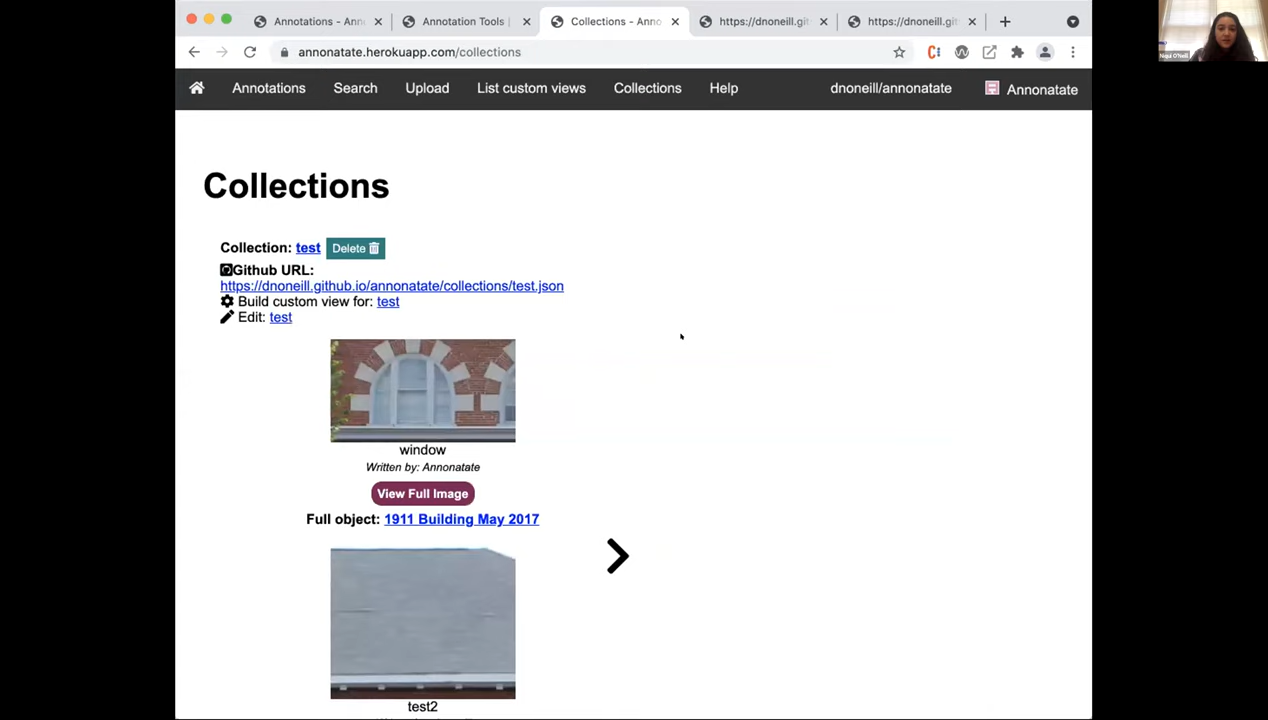 Annotations - Ann
Annotation Tools |
Collections - Anno
https://dnoneill.git
https://dnoneill.git
annonatate.herokuapp.com/collections
Annotations Search Upload List custom views Collections Help dnoneill/annonatate Annonatate
Collections
Collection: test Delete
Github URL:
https://dnoneill.github.io/annonatate/collections/test.json
Build custom view for: test
Edit: test
window
Written by: Annonatate
View Full Image
Full object: 1911 Building May 2017
test2